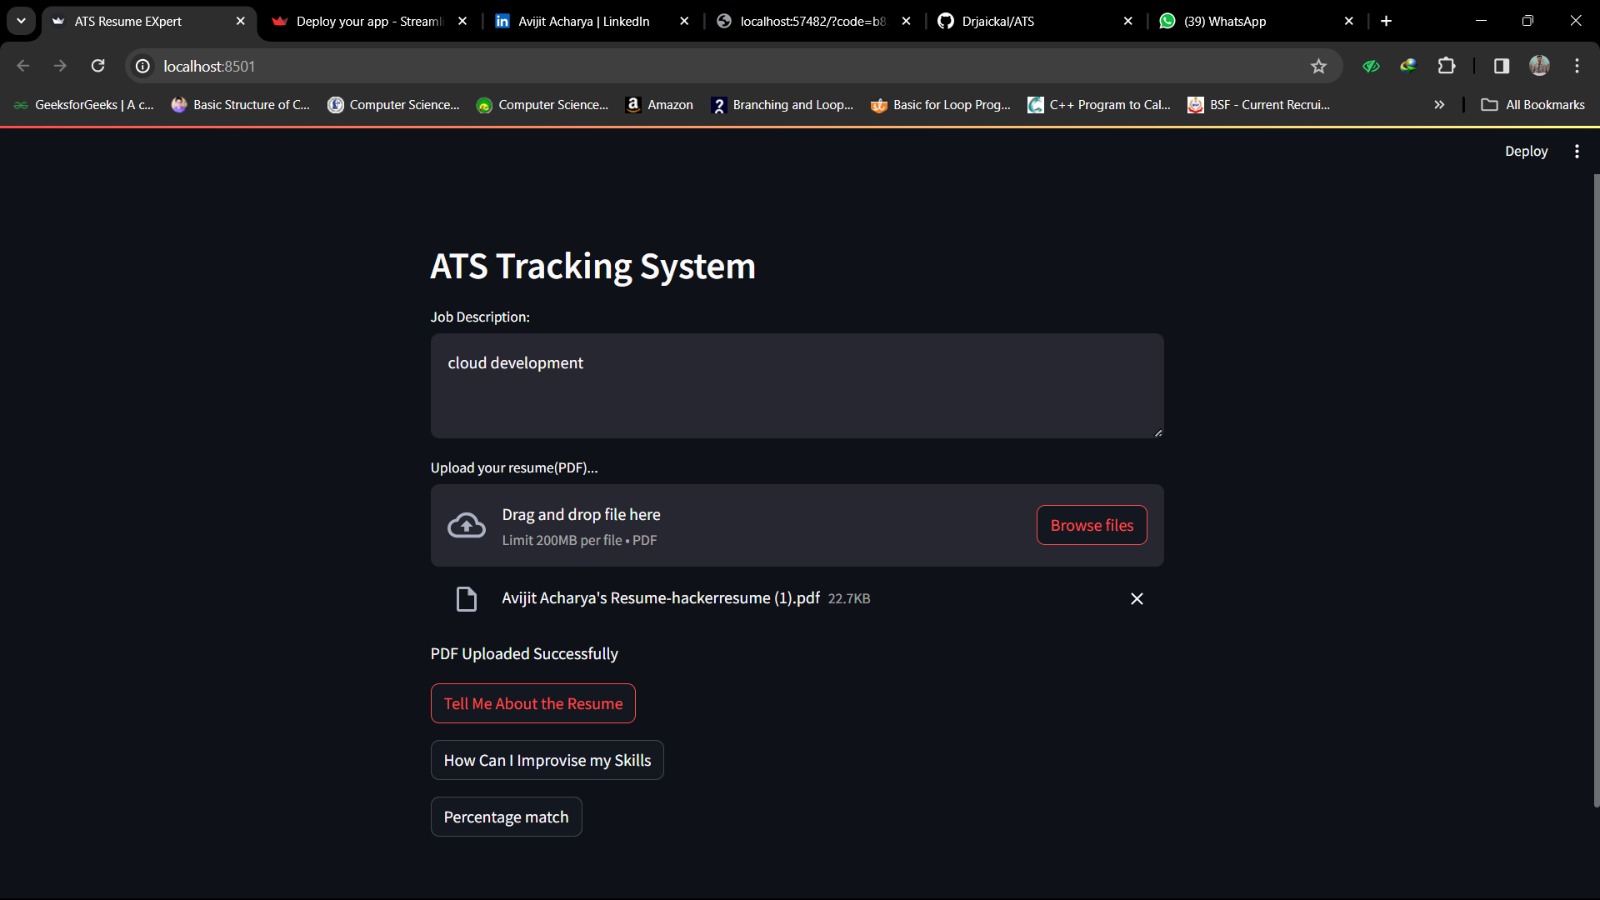 ATS Resume EXpert
Deploy your app - Streamli
Avijit Acharya | LinkedIn
localhost:57482/?code=b8
Drjaickal/ATS
(39) WhatsApp
localhost:8501
GeeksforGeeks | A c...
Basic Structure of C...
Computer Science...
Computer Science...
Amazon
Branching and Loop...
Basic for Loop Prog...
C++ Program to Cal...
BSF - Current Recrui...
All Bookmarks
Deploy
ATS Tracking System
Job Description:
cloud development
Upload your resume(PDF)...
Drag and drop file here
Limit 200MB per file • PDF
Browse files
Avijit Acharya's Resume-hackerresume (1).pdf 22.7KB
PDF Uploaded Successfully
Tell Me About the Resume
How Can I Improvise my Skills
Percentage match